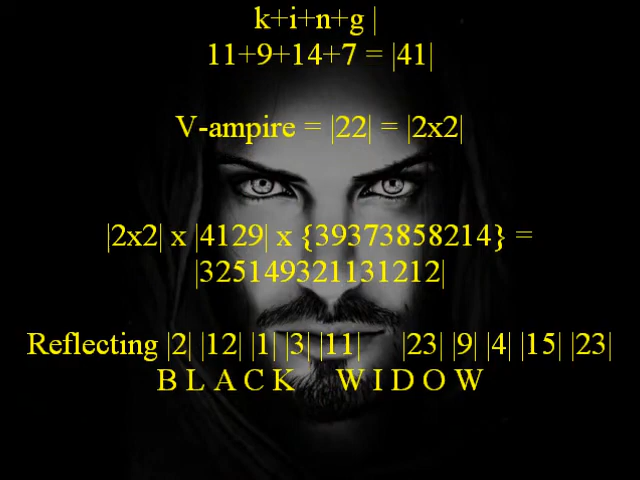 k+i+n+g |
11+9+14+7 = |41|
V-ampire = |22| = |2x2|
|2x2| x |4129| x {39373858214} =
|325149321131212|
Reflecting |2| |12| |1| |3| |11| |23| |9| |4| |15| |23|
B L A C K W I D O W